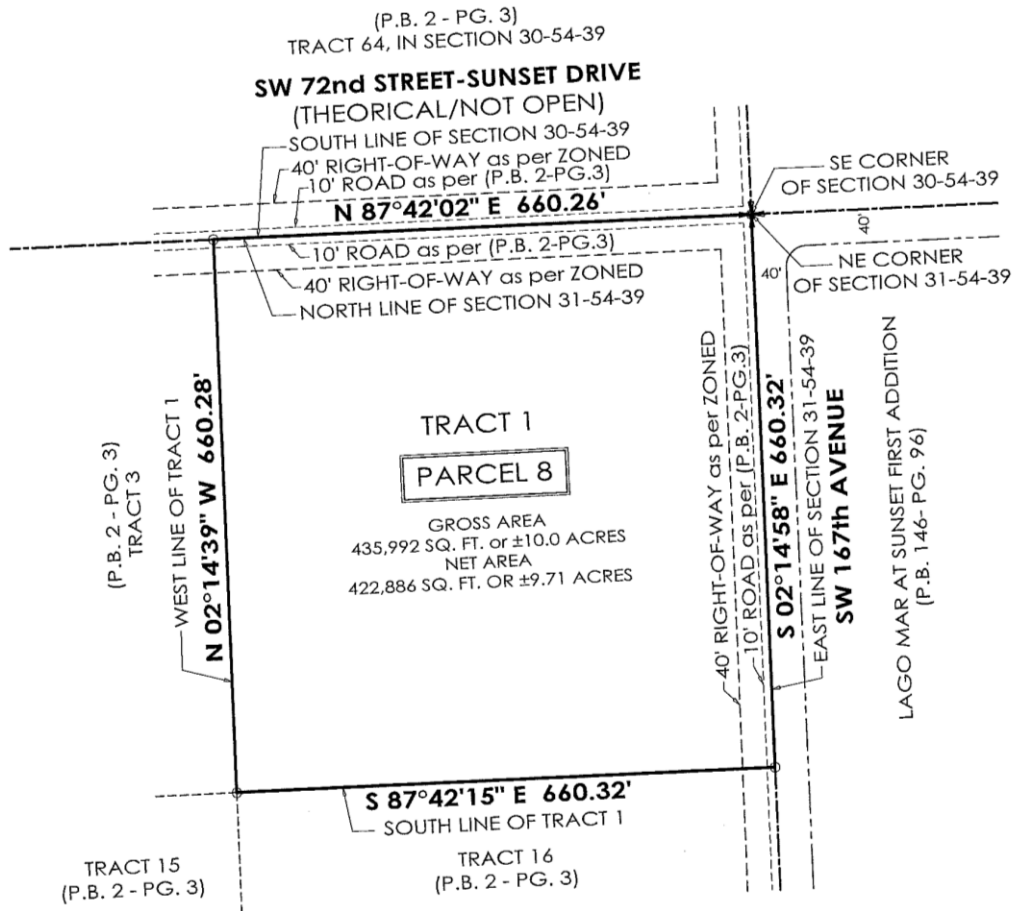 (P.B. 2 - PG. 3)
TRACT 64, IN SECTION 30-54-39
SW 72nd STREET-SUNSET DRIVE
(THEORICAL/NOT OPEN)
SOUTH LINE OF SECTION 30-54-39
40' RIGHT-OF-WAY as per ZONED
10' ROAD as per (P.B. 2-PG.3)
N 87°42'02" E 660.26'
SE CORNER
OF SECTION 30-54-39
40'
10' ROAD as per (P.B. 2-PG.3)
40' RIGHT-OF-WAY as per ZONED
NORTH LINE OF SECTION 31-54-39
40'
NE CORNER
OF SECTION 31-54-39
(P.B. 2 - PG. 3)
TRACT 3
WEST LINE OF TRACT 1
N 02°14'39" W 660.28'
TRACT 1
PARCEL 8
GROSS AREA
435,992 SQ. FT. or ±10.0 ACRES
NET AREA
422,886 SQ. FT. OR ±9.71 ACRES
40' RIGHT-OF-WAY as per ZONED
10' ROAD as per (P.B. 2-PG.3)
S 02°14'58" E 660.32'
EAST LINE OF SECTION 31-54-39
SW 167th AVENUE
LAGO MAR AT SUNSET FIRST ADDITION
(P.B. 146- PG. 96)
S 87°42'15" E 660.32'
SOUTH LINE OF TRACT 1
TRACT 15
(P.B. 2 - PG. 3)
TRACT 16
(P.B. 2 - PG. 3)